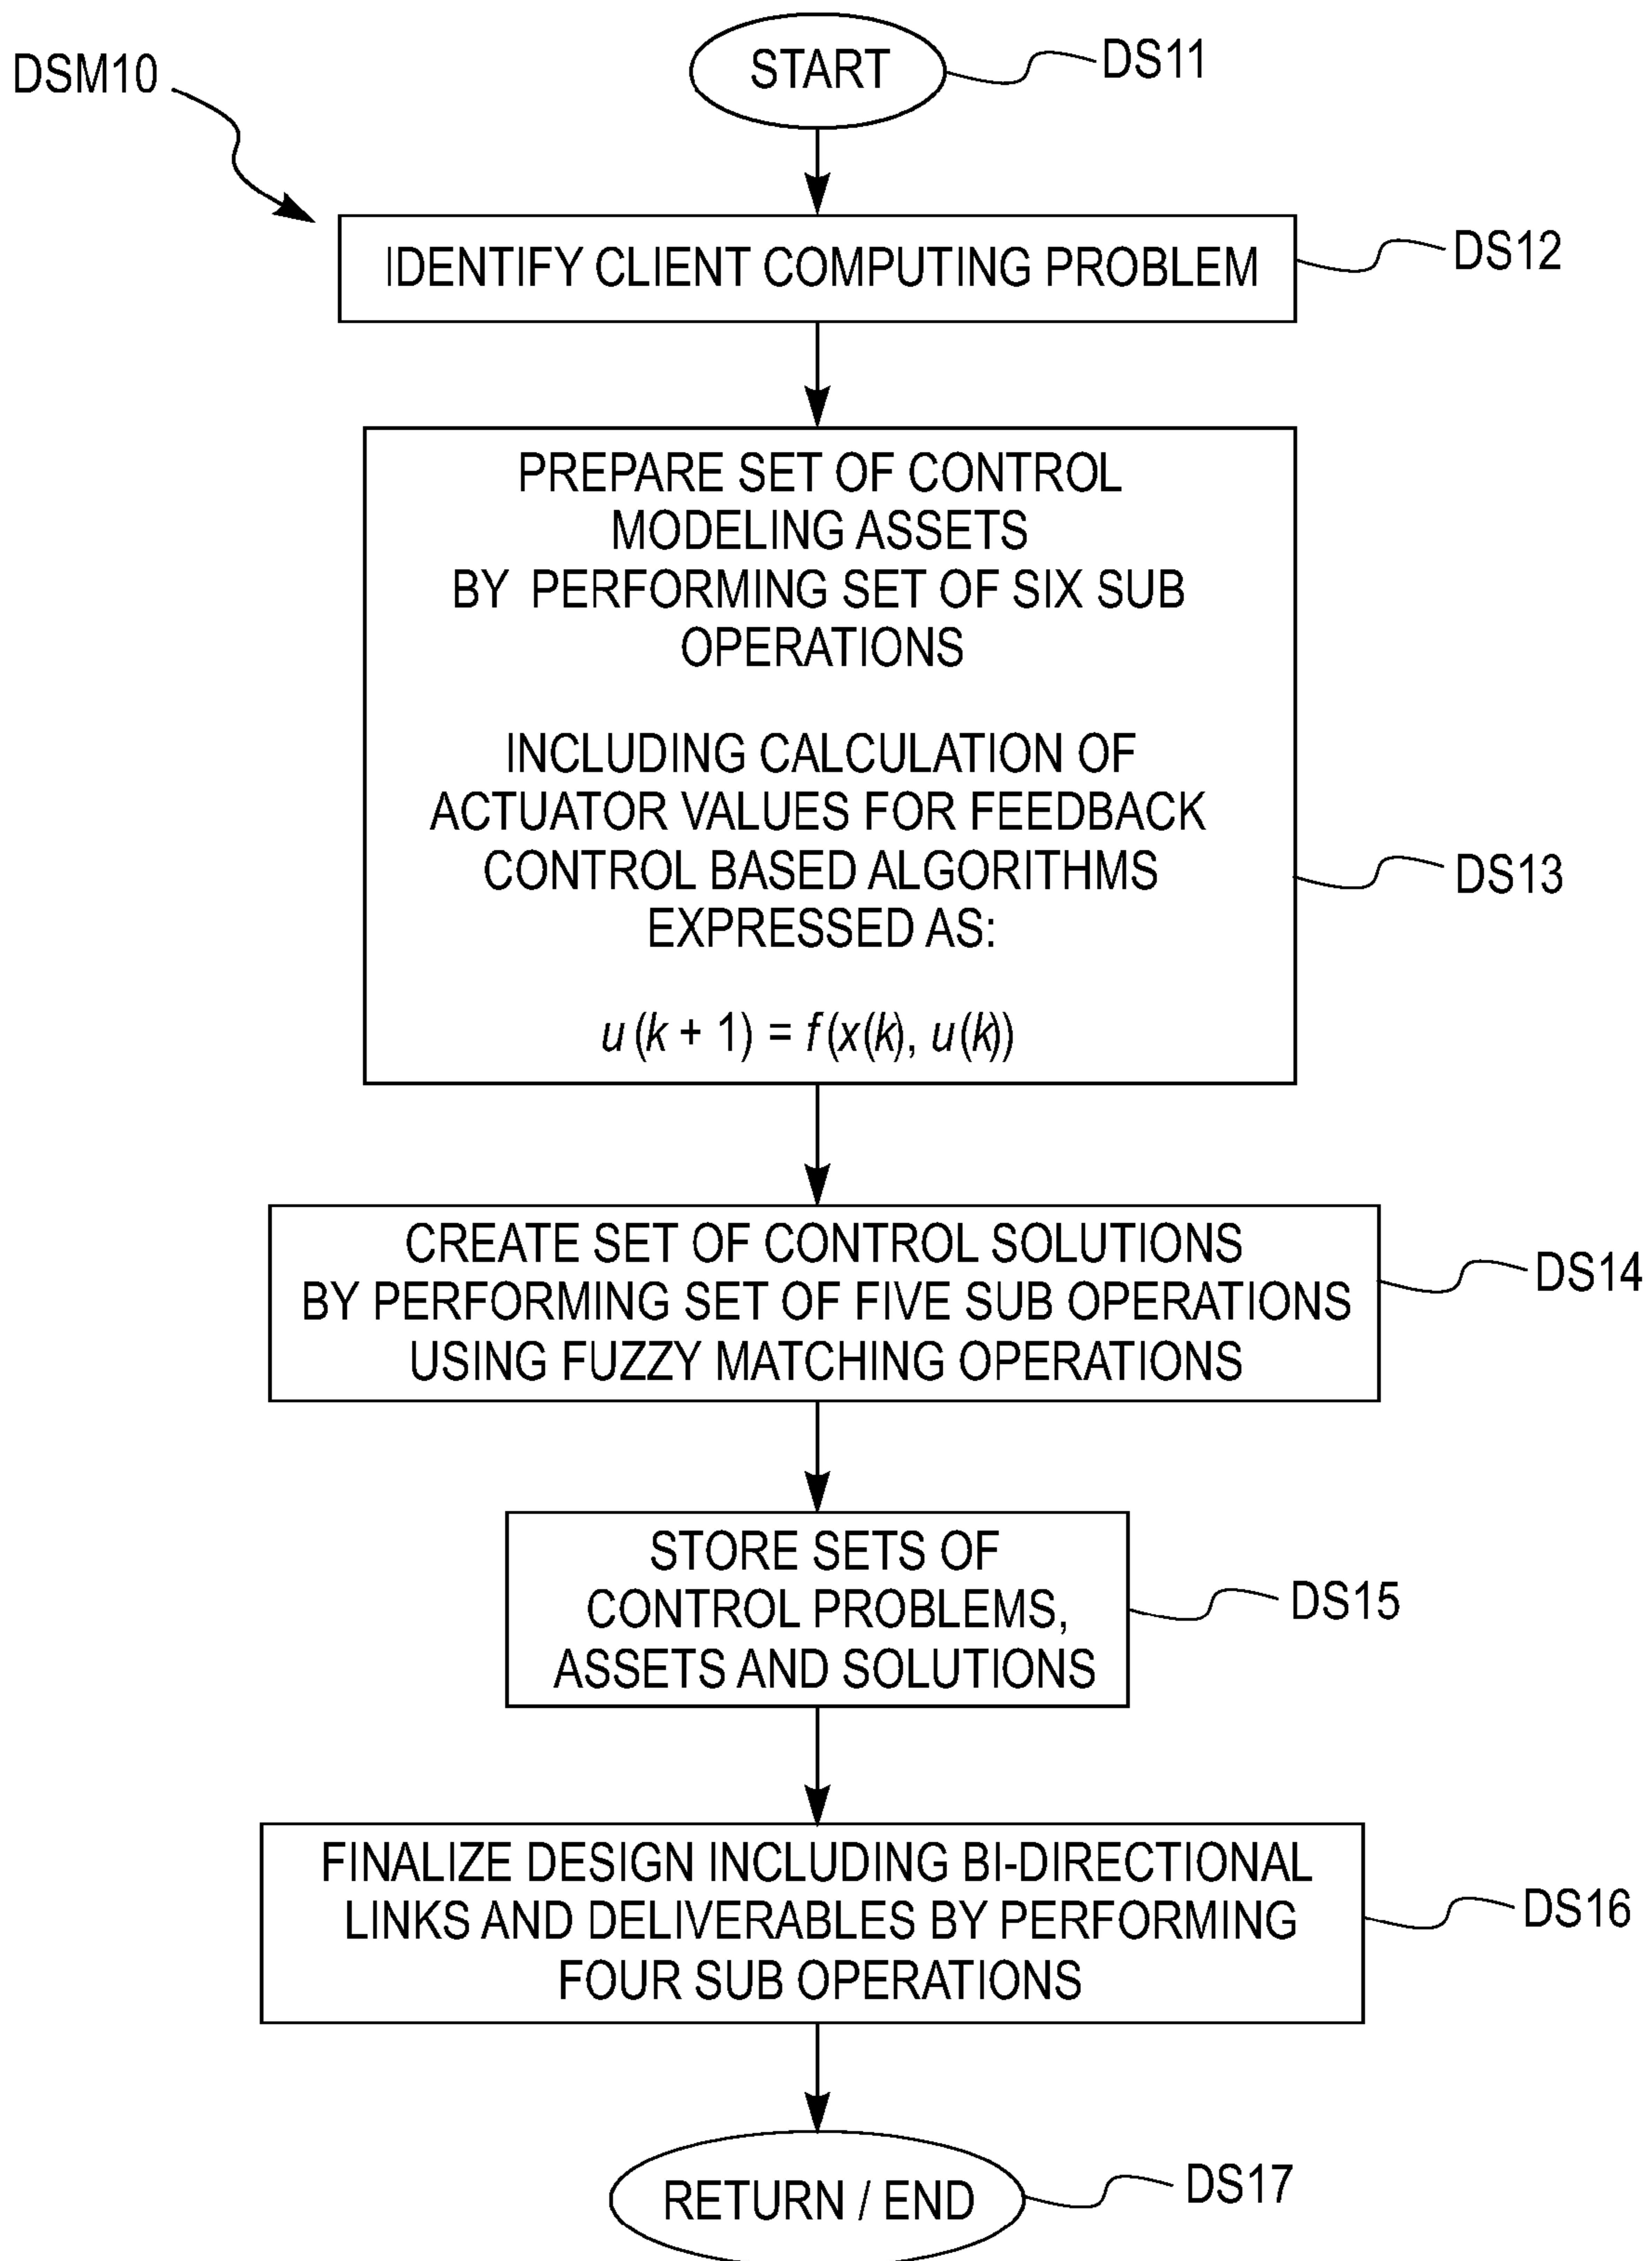 START
DS11
DSM10
IDENTIFY CLIENT COMPUTING PROBLEM
DS12
PREPARE SET OF CONTROL
MODELING ASSETS
BY PERFORMING SET OF SIX SUB
OPERATIONS
INCLUDING CALCULATION OF
ACTUATOR VALUES FOR FEEDBACK
CONTROL BASED ALGORITHMS
EXPRESSED AS:
u(k + 1) = f(x(k), u(k))
DS13
CREATE SET OF CONTROL SOLUTIONS
BY PERFORMING SET OF FIVE SUB OPERATIONS
USING FUZZY MATCHING OPERATIONS
DS14
STORE SETS OF
CONTROL PROBLEMS,
ASSETS AND SOLUTIONS
DS15
FINALIZE DESIGN INCLUDING BI-DIRECTIONAL
LINKS AND DELIVERABLES BY PERFORMING
FOUR SUB OPERATIONS
DS16
RETURN / END
DS17